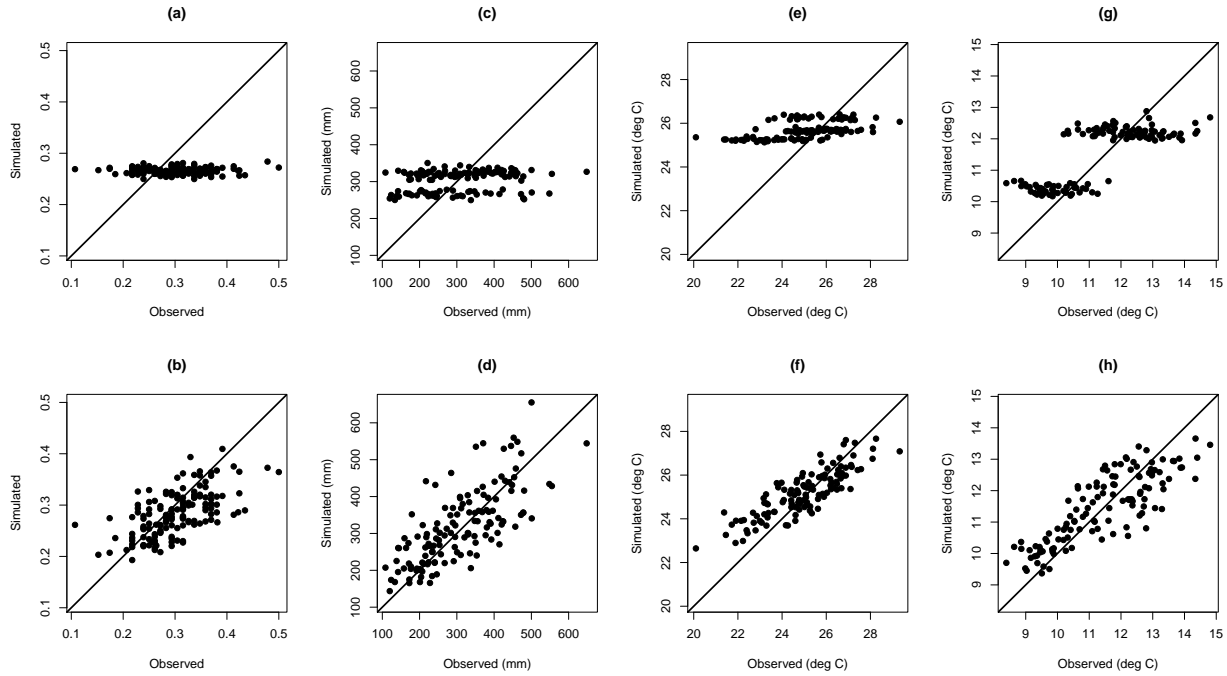 (a)
Simulated
0.5
0.4
0.3
0.2
0.1
0.1 0.2 0.3 0.4 0.5
Observed
(c)
Simulated (mm)
600
500
400
300
200
100
100 200 300 400 500 600
Observed (mm)
(e)
Simulated (deg C)
28
26
24
22
20
20 22 24 26 28
Observed (deg C)
(g)
Simulated (deg C)
15
14
13
12
11
10
9
9 10 11 12 13 14 15
Observed (deg C)
(b)
Simulated
0.5
0.4
0.3
0.2
0.1
0.1 0.2 0.3 0.4 0.5
Observed
(d)
Simulated (mm)
600
500
400
300
200
100
100 200 300 400 500 600
Observed (mm)
(f)
Simulated (deg C)
28
26
24
22
20
20 22 24 26 28
Observed (deg C)
(h)
Simulated (deg C)
15
14
13
12
11
10
9
9 10 11 12 13 14 15
Observed (deg C)